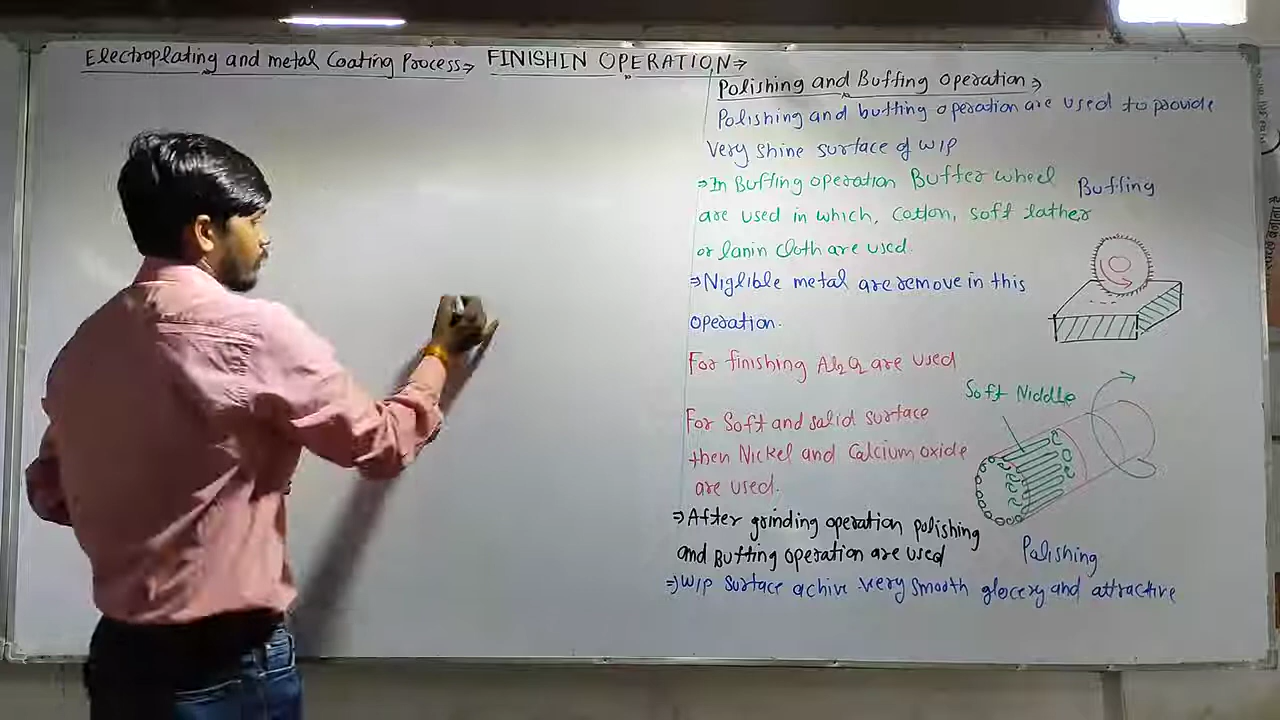 Electroplating and metal Coating Process→ FINISHIN OPERATION→
Polishing and Buffing operation→
Polishing and buffing operation are used to provide
very shine surface of W/P
⇒In Buffing operation Buffer wheel
are used in which, Cotton, soft lather
or lanin Cloth are used.
Buffing
⇒Niglible metal are remove in this
operation.
For finishing Al₂O₃ are used
Soft Niddle
For Soft and salid surface
then Nickel and Calcium oxide
are used.
⇒After grinding operation polishing
and Buffing operation are used
Palishing
⇒W/P surface achive very smooth glocery and attractive